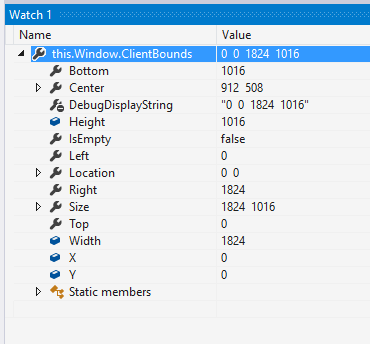 Watch 1
Name Value
this.Window.ClientBounds 0 0 1824 1016
Bottom 1016
Center 912 508
DebugDisplayString "0 0 1824 1016"
Height 1016
IsEmpty false
Left 0
Location 0 0
Right 1824
Size 1824 1016
Top 0
Width 1824
X 0
Y 0
Static members